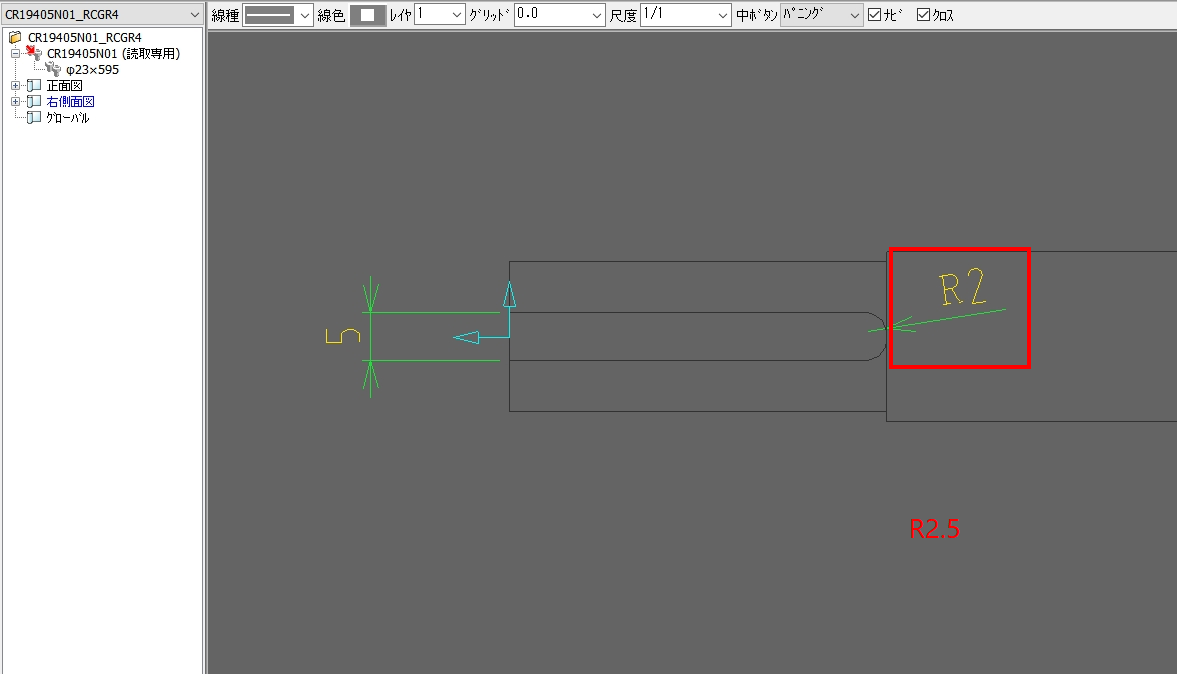 CR19405N01_RCGR4
線種
線色
レイヤ 1
グリッド 0.0
尺度 1/1
中ボタン パニング
ナビ
クロス
CR19405N01_RCGR4
CR19405N01 (読取専用)
φ23×595
正面図
右側面図
グローバル
R2
5
R2.5